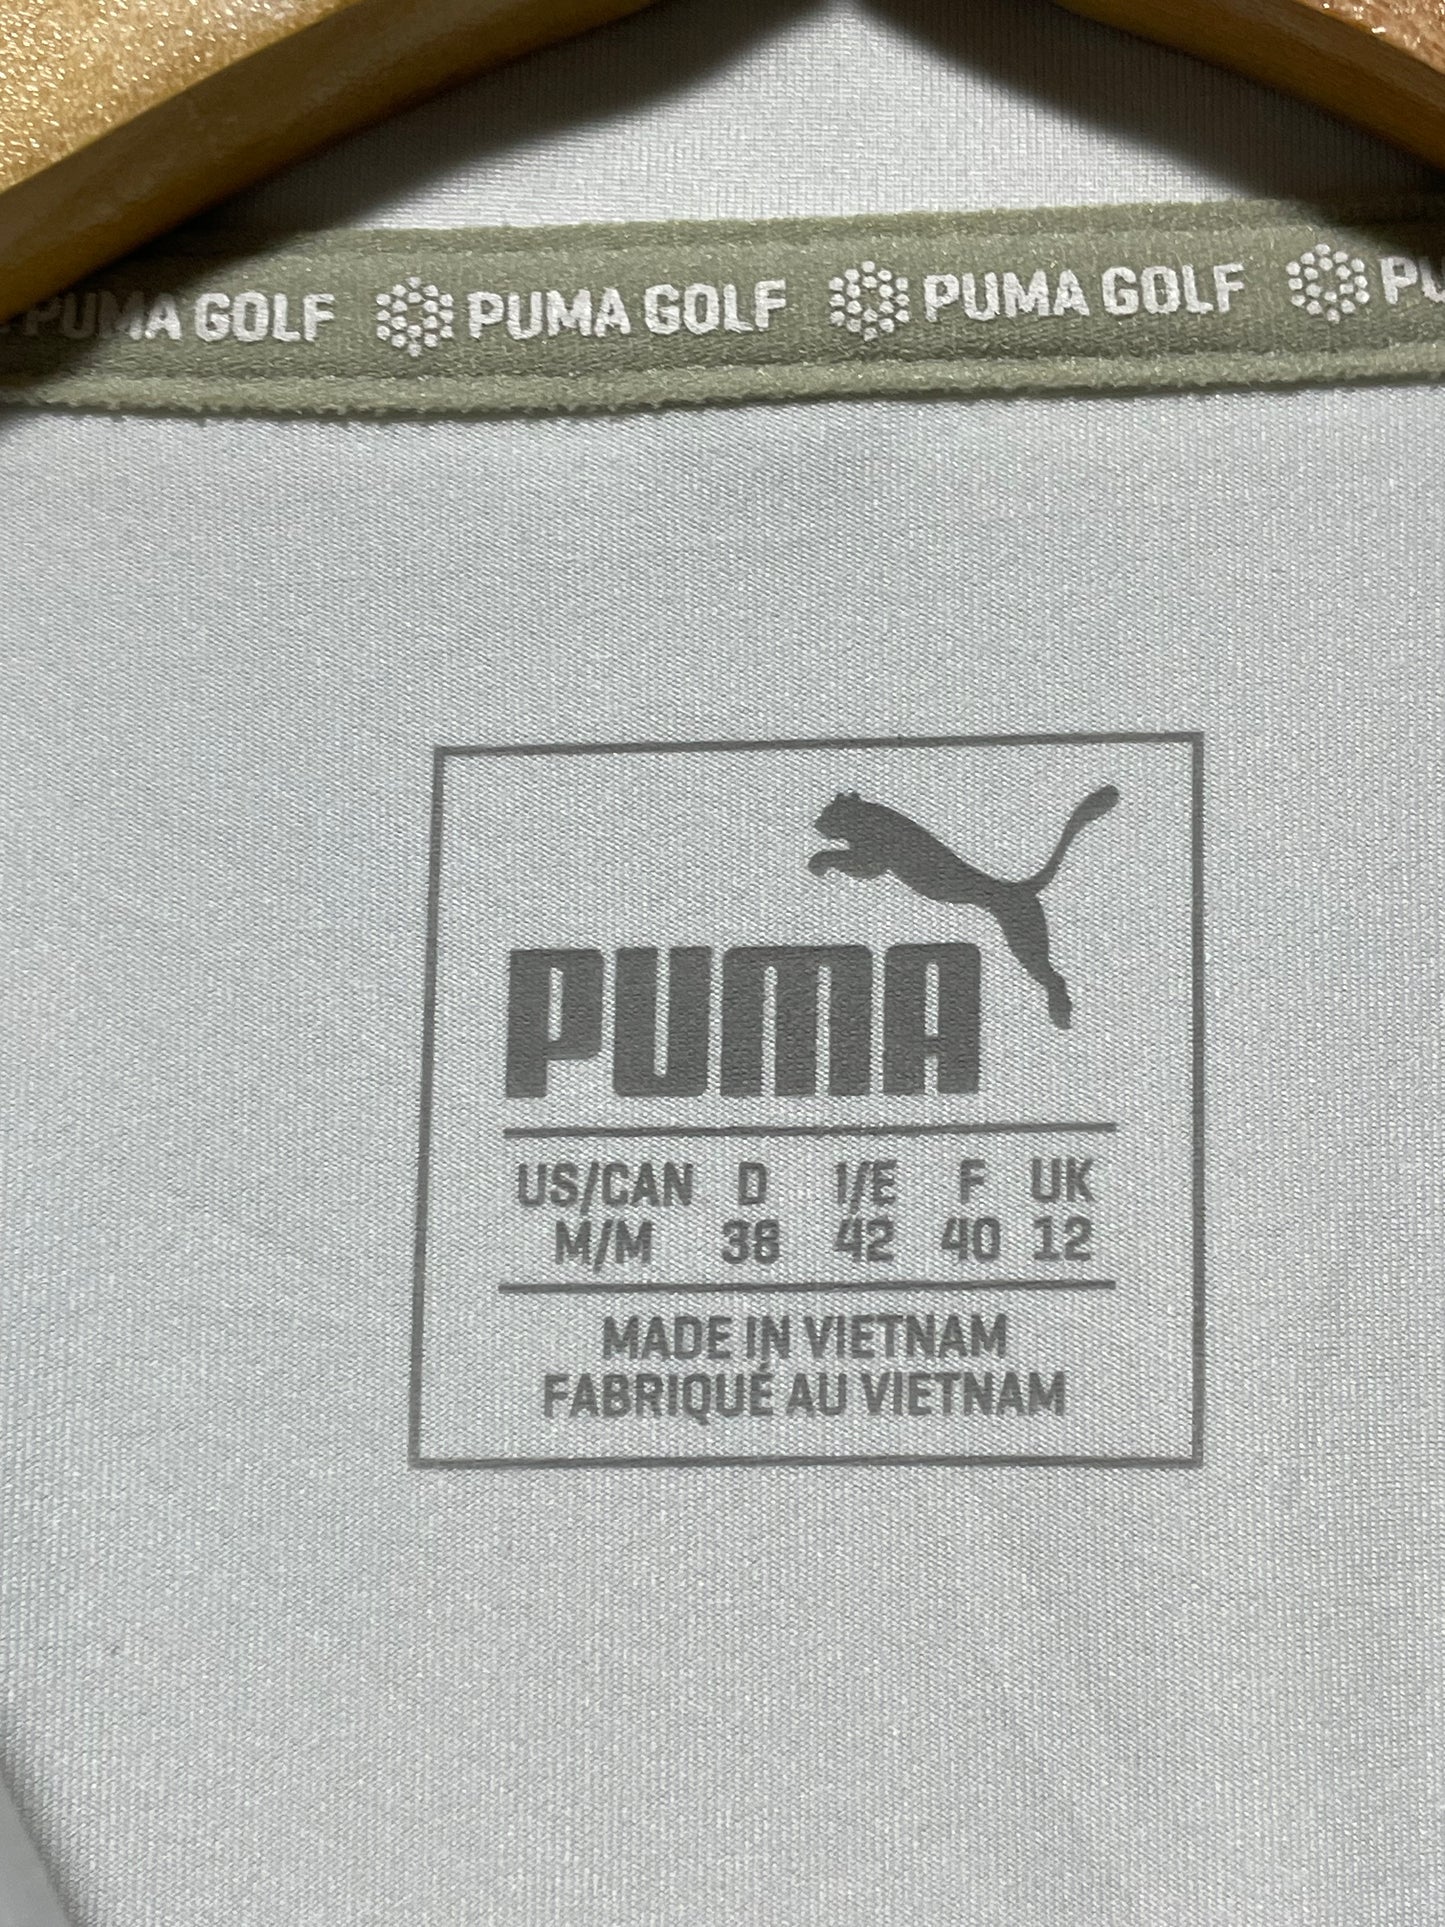 PUMA GOLF PUMA GOLF PUMA GOLF PU
PUMA
US/CAN D I/E F UK
M/M 38 42 40 12
MADE IN VIETNAM
FABRIQUÉ AU VIETNAM